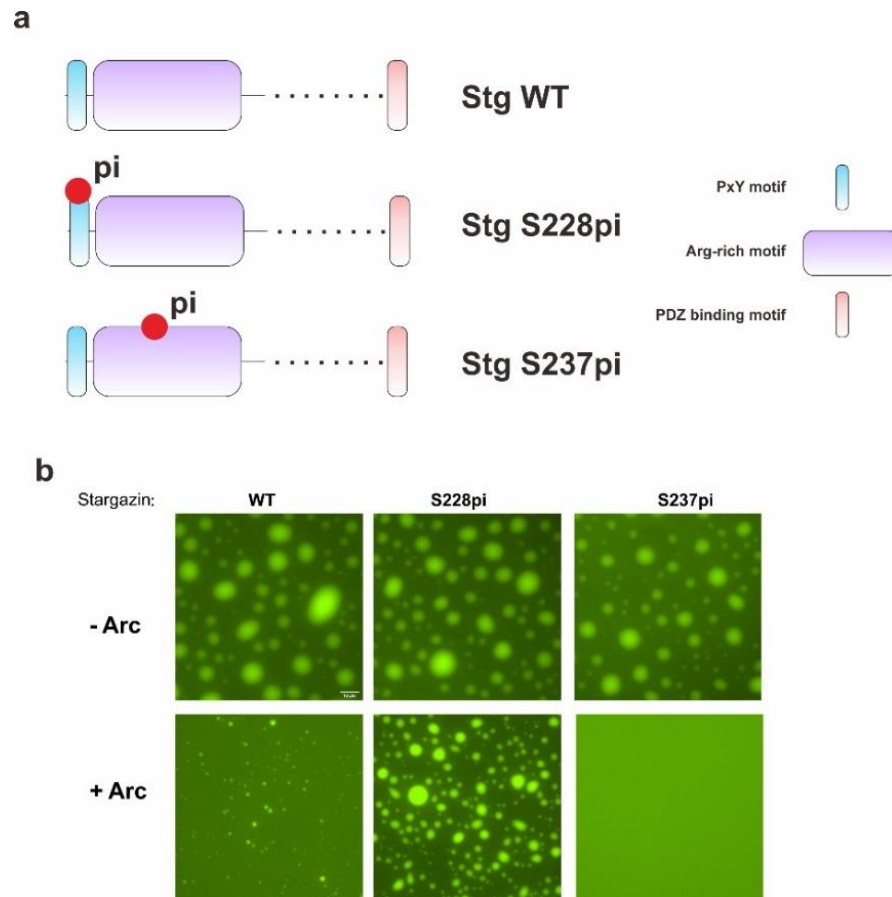 a
Stg WT
pi
Stg S228pi
pi
Stg S237pi
PxY motif
Arg-rich motif
PDZ binding motif
b
Stargazin: WT S228pi S237pi
- Arc
+ Arc